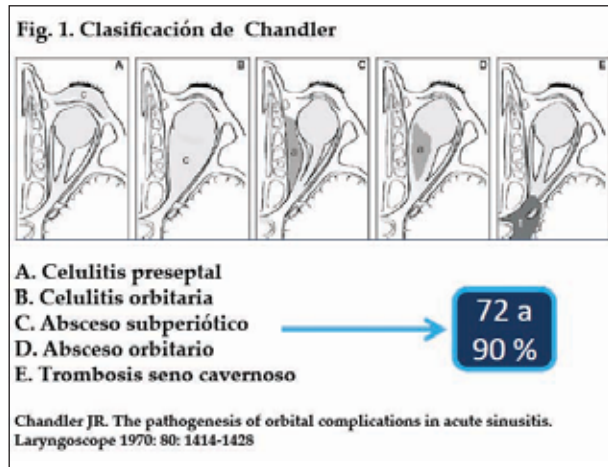 Fig. 1. Clasificación de Chandler
A B C D E
A. Celulitis preseptal
B. Celulitis orbitaria
C. Absceso subperiótico
D. Absceso orbitario
E. Trombosis seno cavernoso
72 a
90 %
Chandler JR. The pathogenesis of orbital complications in acute sinusitis.
Laryngoscope 1970: 80: 1414-1428